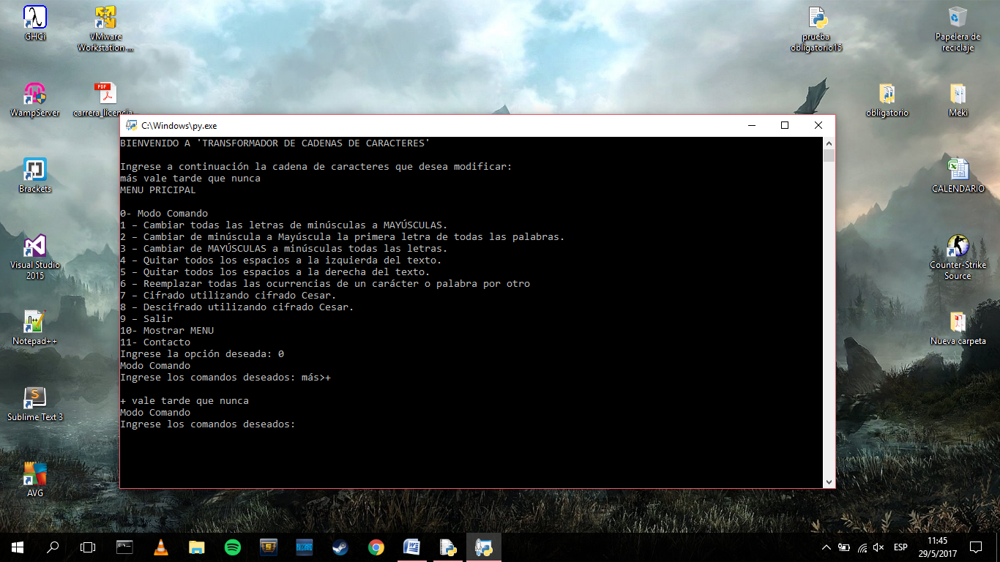 GHCi
VMware Workstation ...
prueba obligatorio15
Papelera de reciclaje
WampServer
PDF
carrera_licencia...
obligatorio
Meki
C:\Windows\py.exe
BIENVENIDO A 'TRANSFORMADOR DE CADENAS DE CARACTERES'
Ingrese a continuación la cadena de caracteres que desea modificar:
más vale tarde que nunca
MENU PRICIPAL
0- Modo Comando
1 – Cambiar todas las letras de minúsculas a MAYÚSCULAS.
2 – Cambiar de minúscula a Mayúscula la primera letra de todas las palabras.
3 – Cambiar de MAYÚSCULAS a minúsculas todas las letras.
4 – Quitar todos los espacios a la izquierda del texto.
5 – Quitar todos los espacios a la derecha del texto.
6 – Reemplazar todas las ocurrencias de un carácter o palabra por otro
7 – Cifrado utilizando cifrado Cesar.
8 – Descifrado utilizando cifrado Cesar.
9 – Salir
10- Mostrar MENU
11- Contacto
Ingrese la opción deseada: 0
Modo Comando
Ingrese los comandos deseados: más>+
+ vale tarde que nunca
Modo Comando
Ingrese los comandos deseados:
Brackets
CALENDARIO
Visual Studio 2015
Counter-Strike Source
Notepad++
Nueva carpeta
Sublime Text 3
AVG
ESP
11:45
29/5/2017